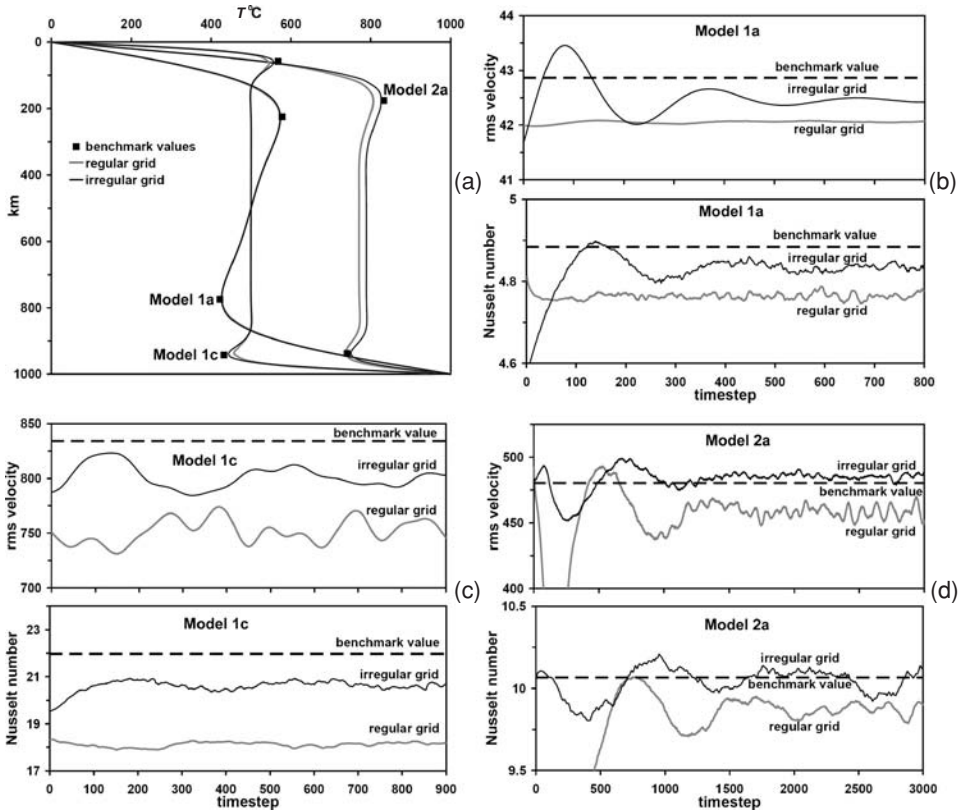 T°C
0 200 400 600 800 1000
0
200
400
600
800
1000
km
Model 2a
benchmark values
regular grid
irregular grid
Model 1a
Model 1c
(a)
Model 1a
44
43
42
41
rms velocity
benchmark value
irregular grid
regular grid
(b)
Model 1a
5
4.8
4.6
Nusselt number
benchmark value
irregular grid
regular grid
0 100 200 300 400 500 600 700 800
timestep
850
800
750
700
rms velocity
benchmark value
Model 1c
irregular grid
regular grid
(c)
Model 1c
23
21
19
17
Nusselt number
benchmark value
irregular grid
regular grid
0 100 200 300 400 500 600 700 800 900
timestep
Model 2a
500
450
400
rms velocity
irregular grid
benchmark value
regular grid
(d)
Model 2a
10.5
10.0
9.5
Nusselt number
irregular grid
benchmark value
regular grid
0 500 1000 1500 2000 2500 3000
timestep